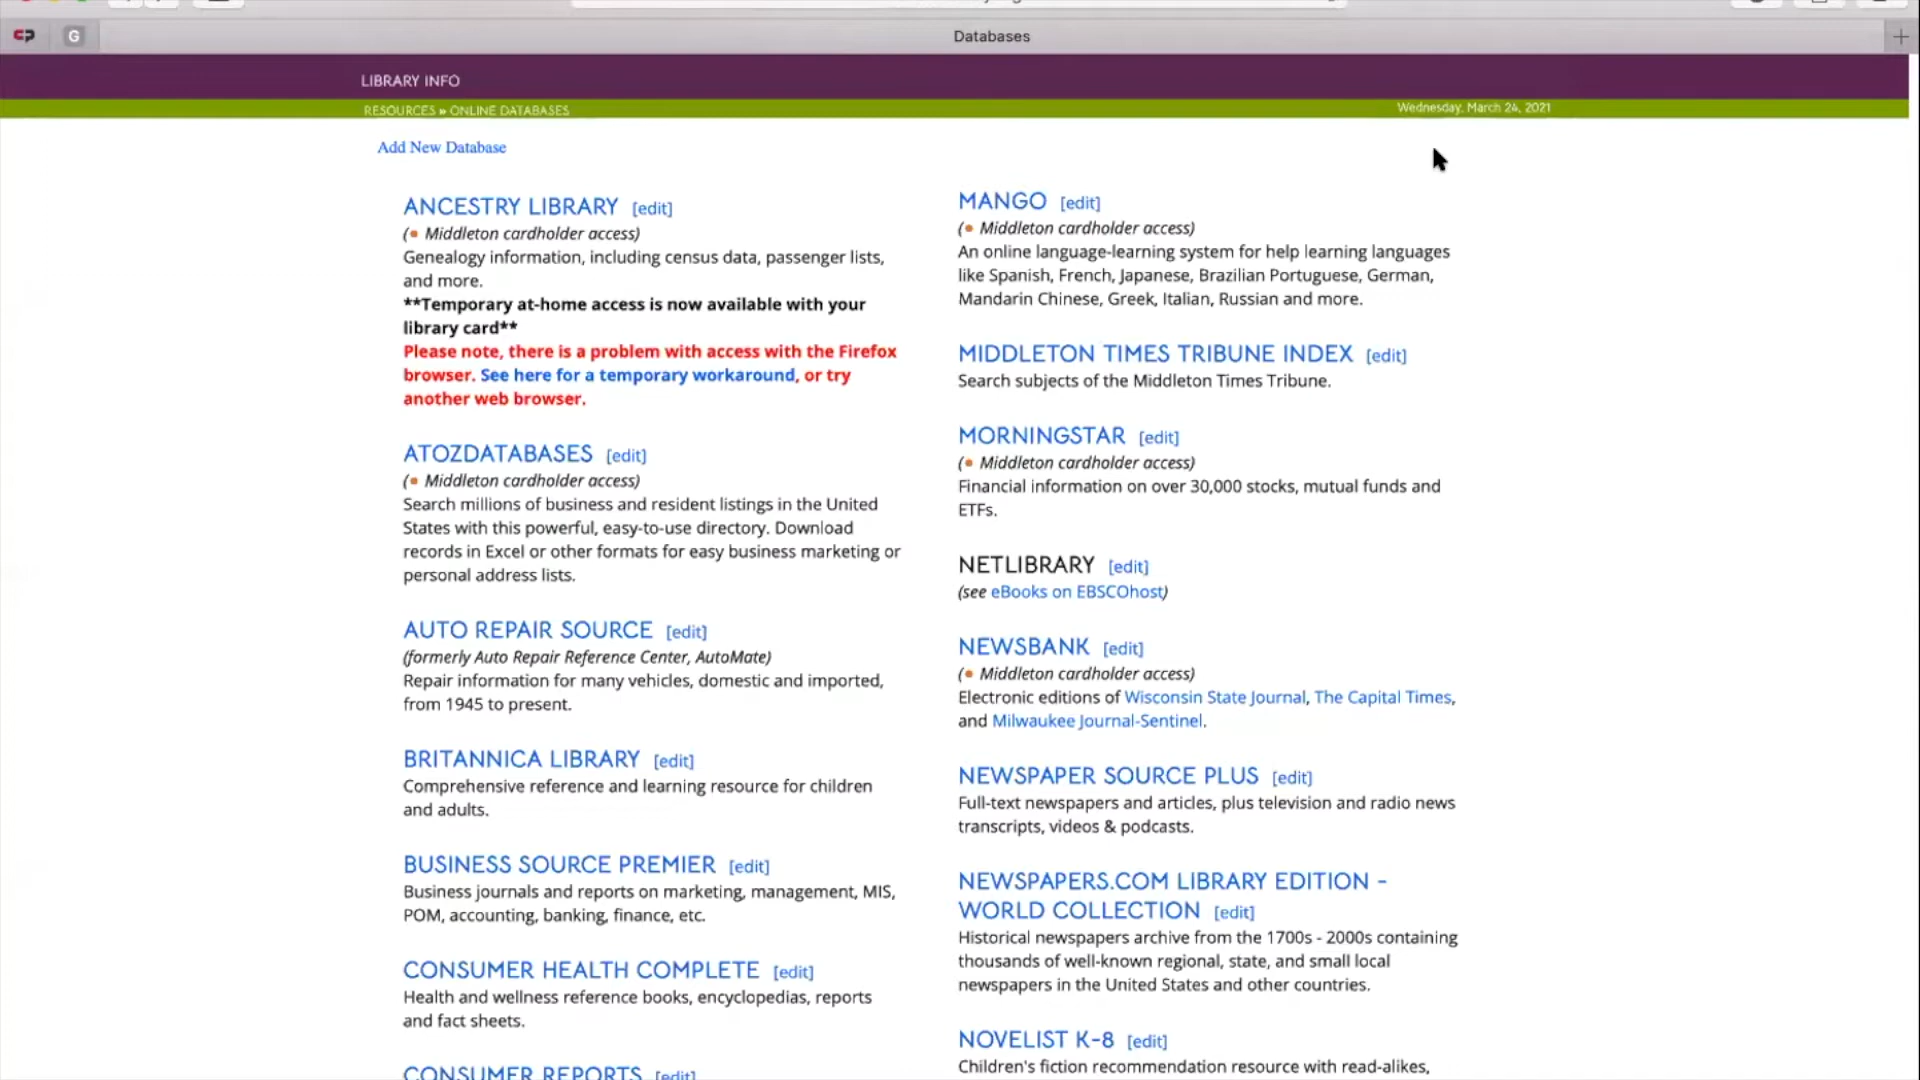 G
Databases
LIBRARY INFO
RESOURCES » ONLINE DATABASES
Wednesday, March 24, 2021
Add New Database
ANCESTRY LIBRARY [edit]
(• Middleton cardholder access)
Genealogy information, including census data, passenger lists,
and more.
**Temporary at-home access is now available with your
library card**
Please note, there is a problem with access with the Firefox
browser. See here for a temporary workaround, or try
another web browser.
ATOZDATABASES [edit]
(• Middleton cardholder access)
Search millions of business and resident listings in the United
States with this powerful, easy-to-use directory. Download
records in Excel or other formats for easy business marketing or
personal address lists.
AUTO REPAIR SOURCE [edit]
(formerly Auto Repair Reference Center, AutoMate)
Repair information for many vehicles, domestic and imported,
from 1945 to present.
BRITANNICA LIBRARY [edit]
Comprehensive reference and learning resource for children
and adults.
BUSINESS SOURCE PREMIER [edit]
Business journals and reports on marketing, management, MIS,
POM, accounting, banking, finance, etc.
CONSUMER HEALTH COMPLETE [edit]
Health and wellness reference books, encyclopedias, reports
and fact sheets.
CONSUMER REPORTS [edit]
MANGO [edit]
(• Middleton cardholder access)
An online language-learning system for help learning languages
like Spanish, French, Japanese, Brazilian Portuguese, German,
Mandarin Chinese, Greek, Italian, Russian and more.
MIDDLETON TIMES TRIBUNE INDEX [edit]
Search subjects of the Middleton Times Tribune.
MORNINGSTAR [edit]
(• Middleton cardholder access)
Financial information on over 30,000 stocks, mutual funds and
ETFs.
NETLIBRARY [edit]
(see eBooks on EBSCOhost)
NEWSBANK [edit]
(• Middleton cardholder access)
Electronic editions of Wisconsin State Journal, The Capital Times,
and Milwaukee Journal-Sentinel.
NEWSPAPER SOURCE PLUS [edit]
Full-text newspapers and articles, plus television and radio news
transcripts, videos & podcasts.
NEWSPAPERS.COM LIBRARY EDITION -
WORLD COLLECTION [edit]
Historical newspapers archive from the 1700s - 2000s containing
thousands of well-known regional, state, and small local
newspapers in the United States and other countries.
NOVELIST K-8 [edit]
Children's fiction recommendation resource with read-alikes,